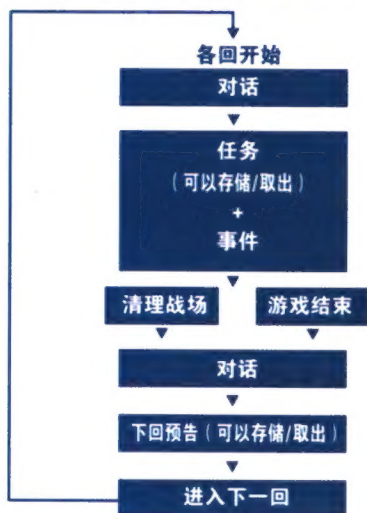 各回开始
对话
任务
（可以存储/取出）
+
事件
清理战场
游戏结束
对话
下回预告（可以存储/取出）
进入下一回